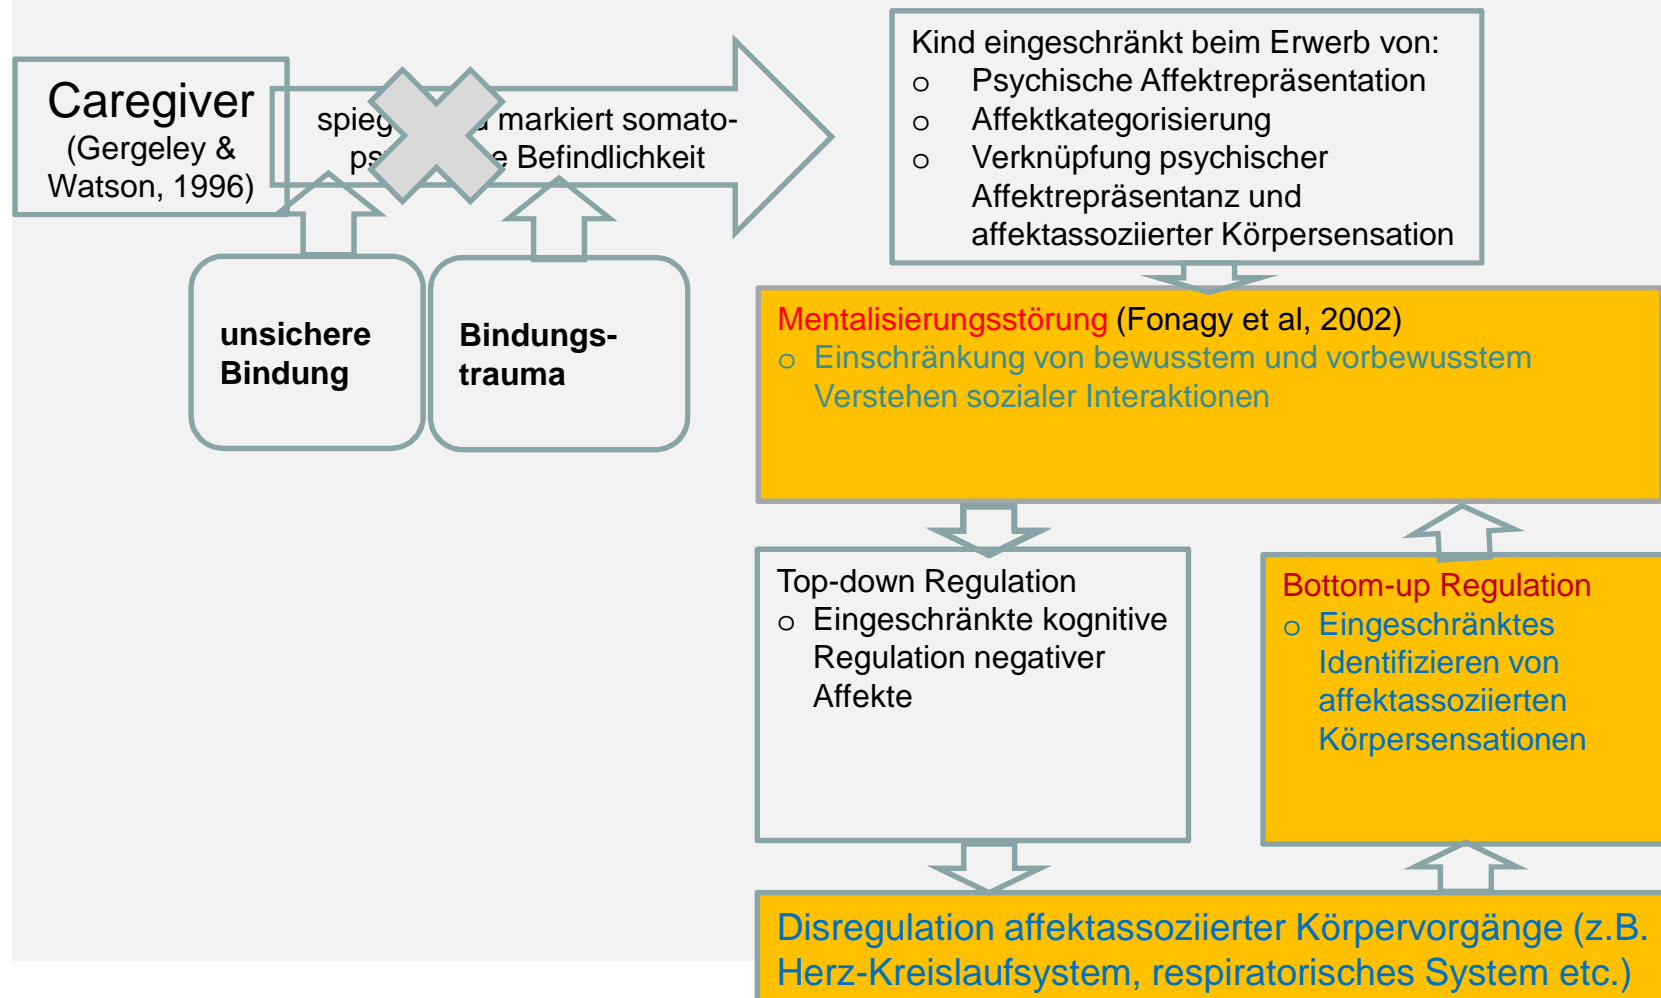 Caregiver
(Gergeley &
Watson, 1996)
markiert somato-
Befindlichkeit
unsichere
Bindung
Bindungs-
trauma
Kind eingeschränkt beim Erwerb von:
o Psychische Affektrepräsentation
o Affektkategorisierung
o Verknüpfung psychischer
Affektrepräsentanz und
affektassoziierter Körpersensation
Mentalisierungsstörung (Fonagy et al, 2002)
o Einschränkung von bewusstem und vorbewusstem
Verstehen sozialer Interaktionen
Top-down Regulation
o Eingeschränkte kognitive
Regulation negativer
Affekte
Bottom-up Regulation
o Eingeschränktes
Identifizieren von
affektassoziierten
Körpersensationen
Disregulation affektassoziierter Körpervorgänge (z.B.
Herz-Kreislaufsystem, respiratorisches System etc.)